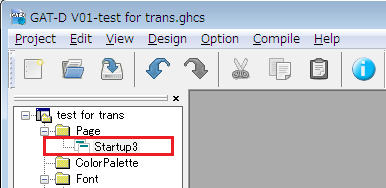 GAT-D V01-test for trans.ghcs
Project Edit View Design Option Compile Help
test for trans
Page
Startup3
ColorPalette
Font